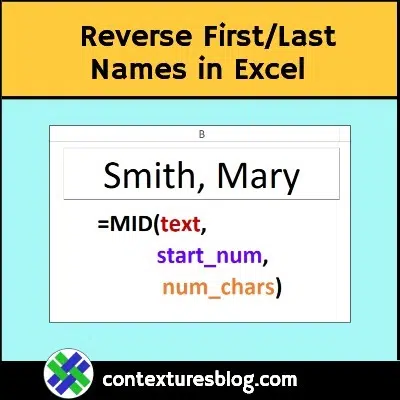 Reverse First/Last
Names in Excel
B
Smith, Mary
=MID(text,
start_num,
num_chars)
contexturesblog.com